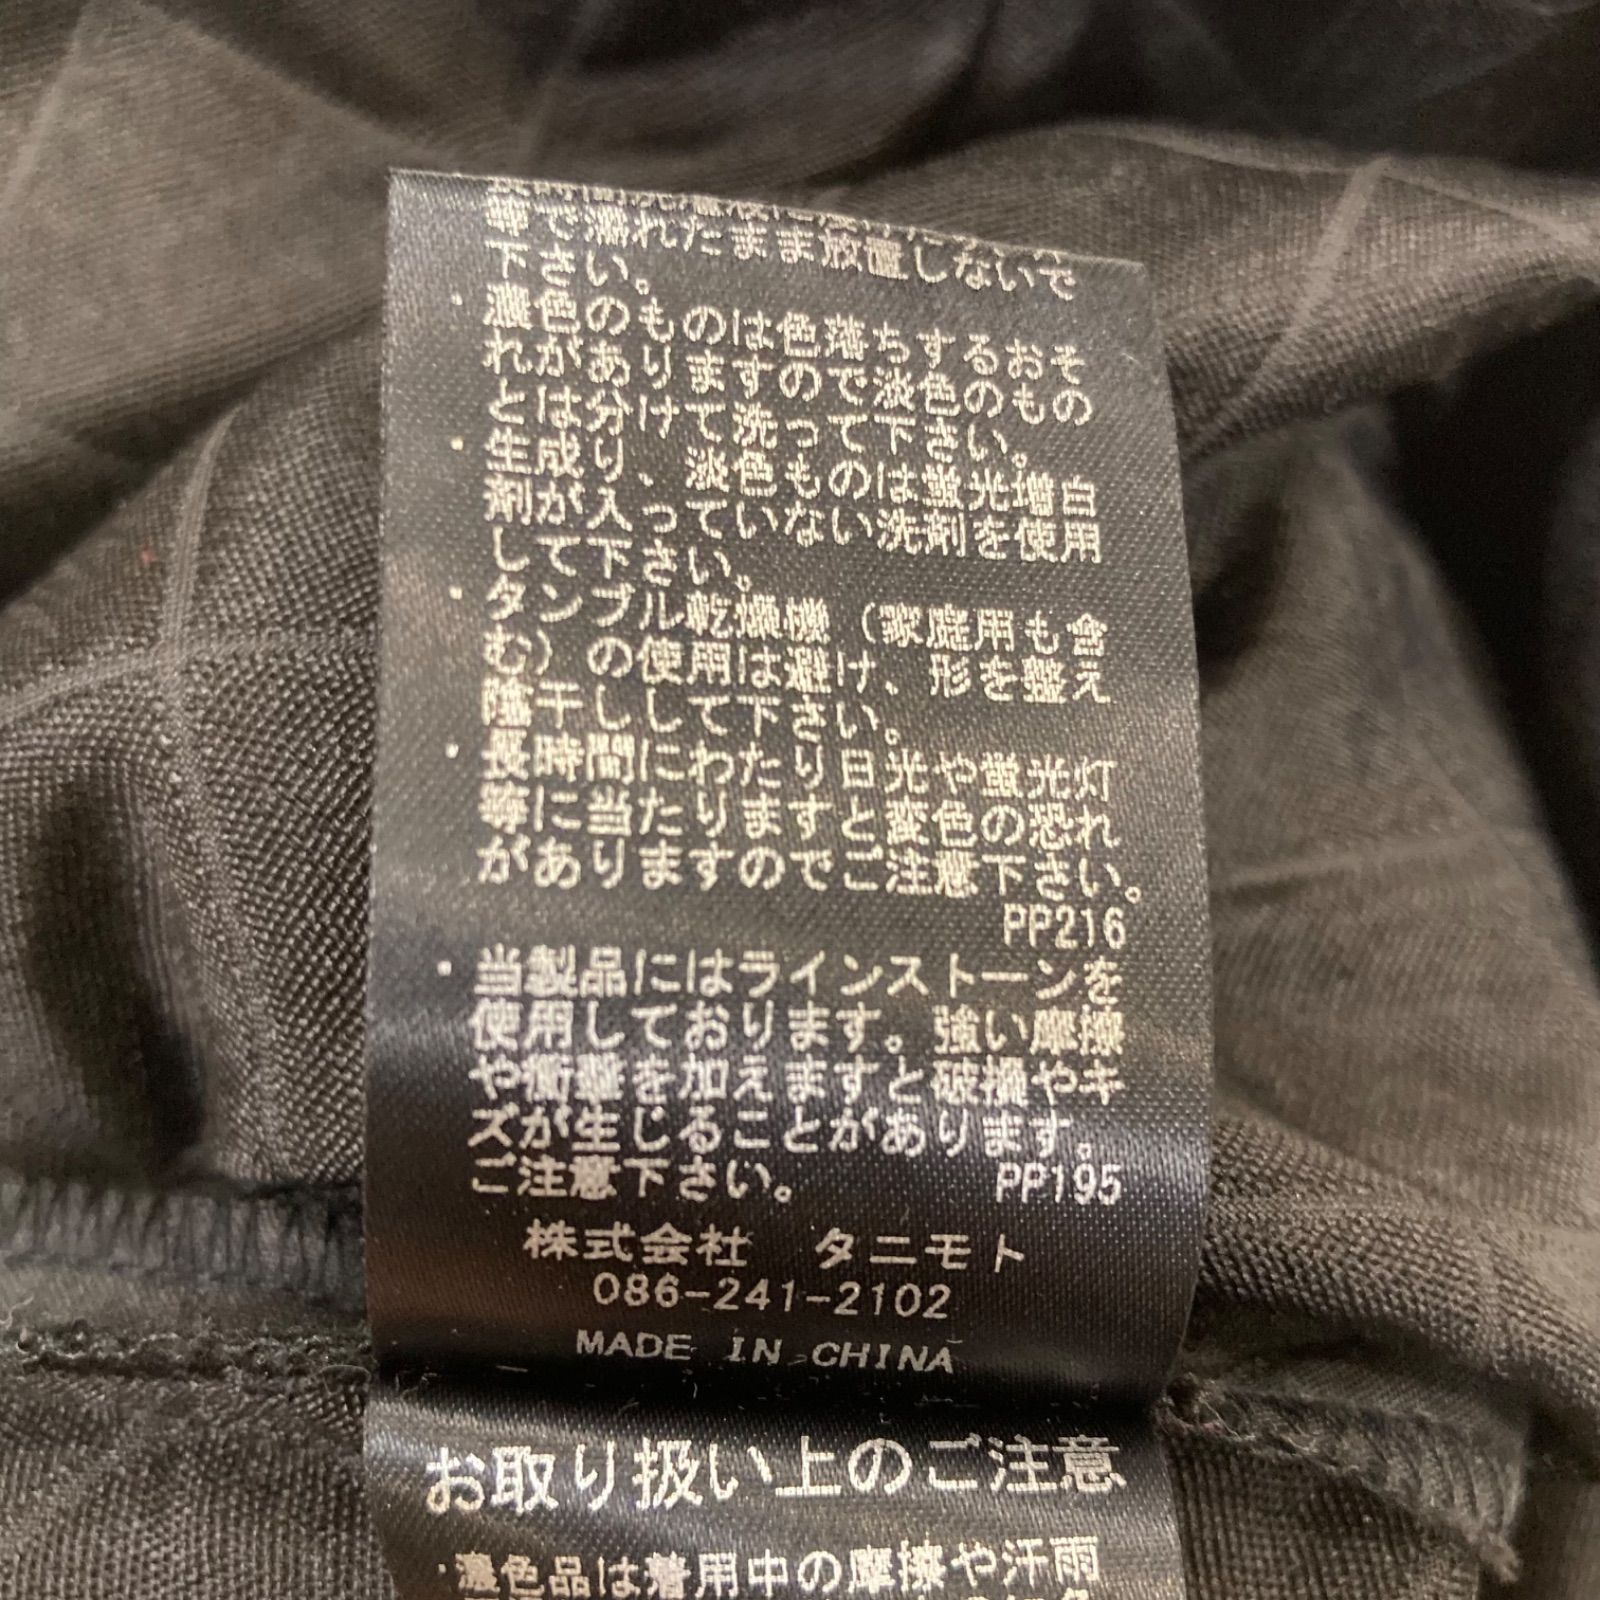 等で濡れたまま放置しないで
下さい。
・濃色のものは色落ちするおそ
れがありますので淡色のもの
とは分けて洗って下さい。
・生成り、淡色ものは蛍光増白
剤が入っていない洗剤を使用
して下さい。
・タンブル乾燥機(家庭用も含
む)の使用は避け、形を整え
陰干しして下さい。
・長時間にわたり日光や蛍光灯
等に当たりますと変色の恐れ
がありますのでご注意下さい。
PP216
・当製品にはラインストーンを
使用しております。強い摩擦
や衝撃を加えますと破損やキ
ズが生じることがあります。
ご注意下さい。 PP195
株式会社 タニモト
086-241-2102
MADE IN CHINA
お取り扱い上のご注意
・濃色品は着用中の摩擦や汗雨